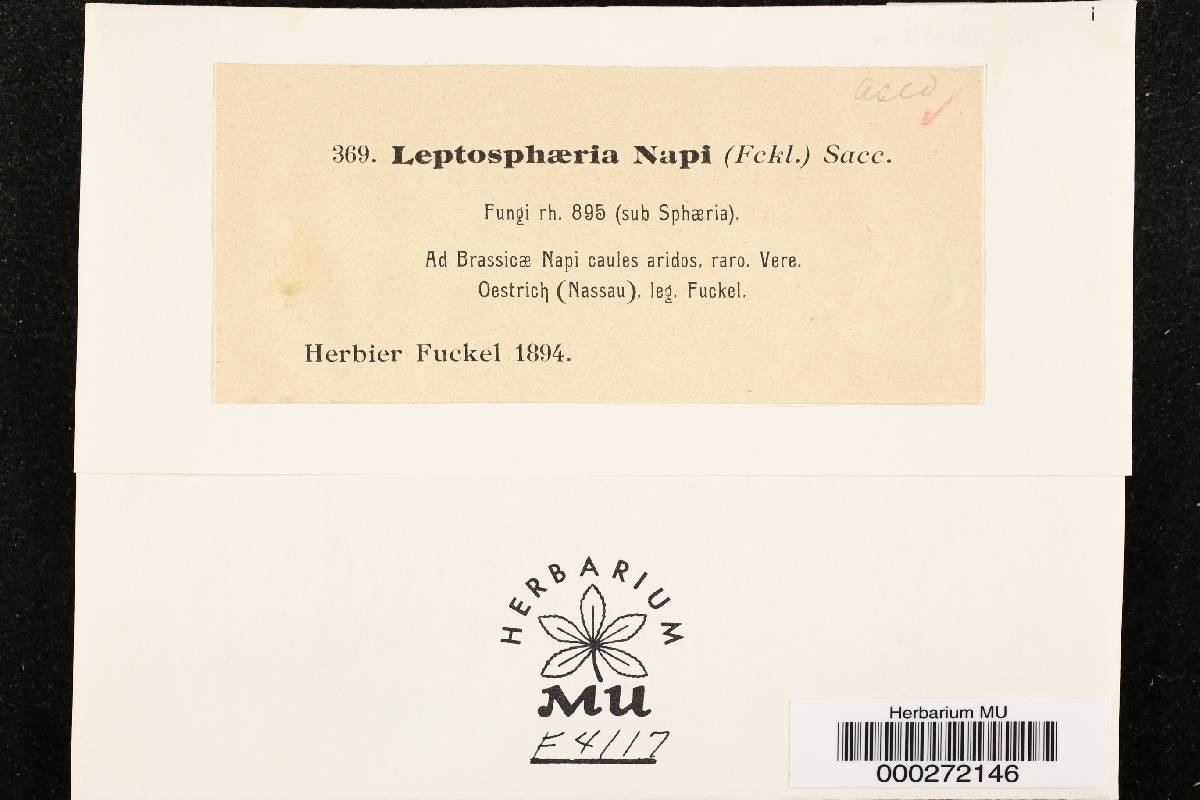 asco
369. Leptosphæria Napi (Fckl.) Sacc.
Fungi rh. 895 (sub Sphæria).
Ad Brassicæ Napi caules aridos, raro. Vere.
Oestrich (Nassau), leg. Fuckel.
Herbier Fuckel 1894.
HERBARIUM
MU
F4117
Herbarium MU
000272146